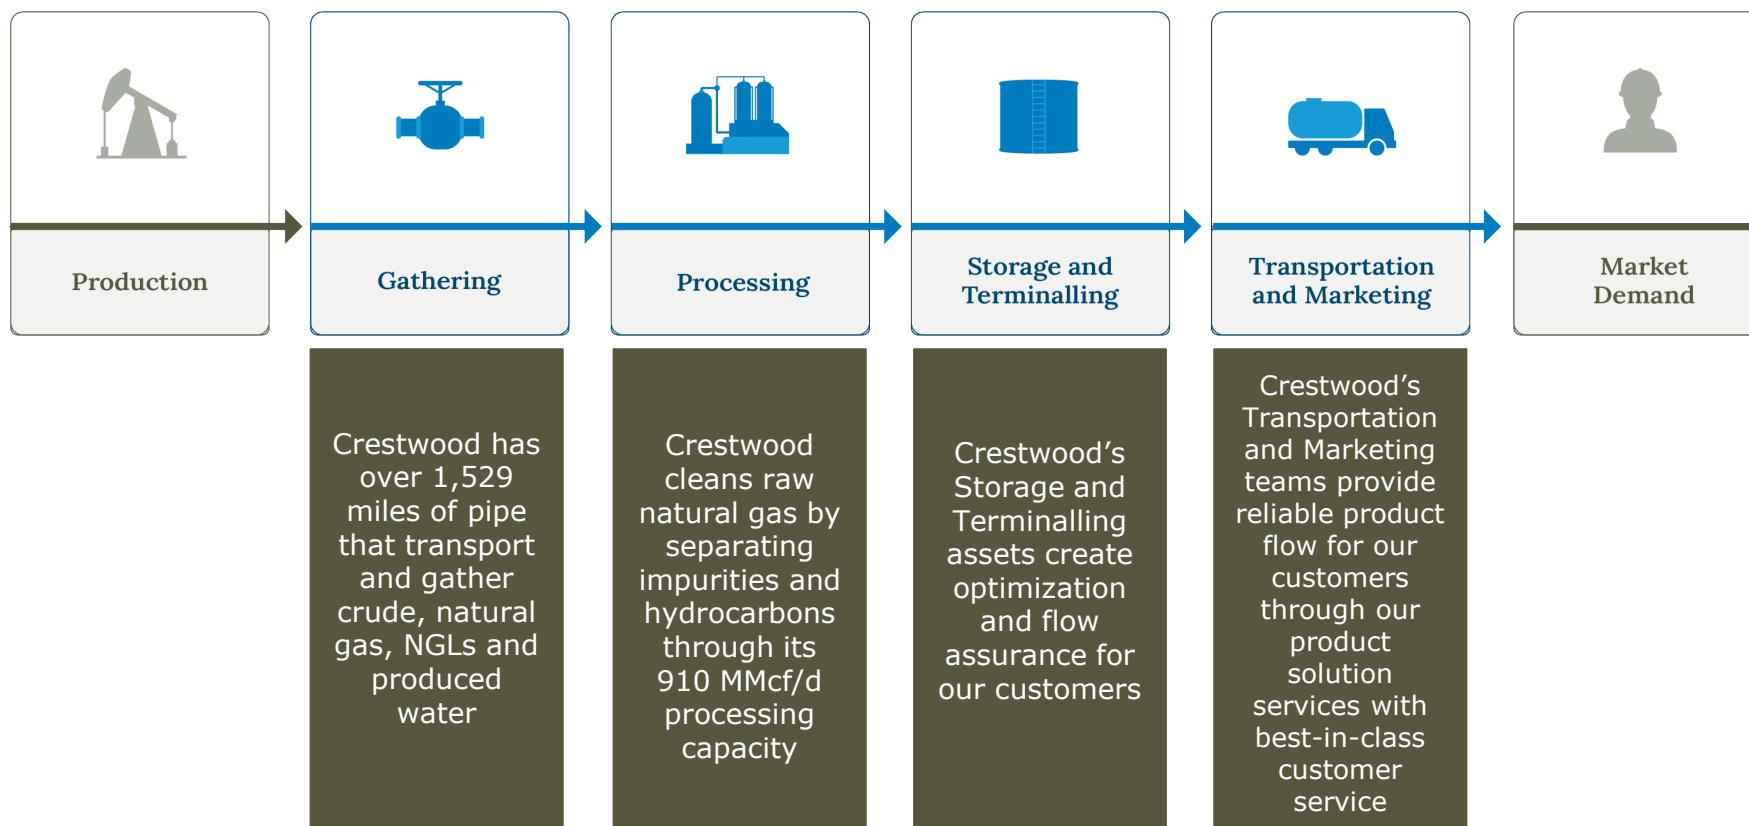 Production
Gathering
Processing
Storage and
Terminalling
Transportation
and Marketing
Market
Demand
Crestwood has
over 1,529
miles of pipe
that transport
and gather
crude, natural
gas, NGLs and
produced
water
Crestwood
cleans raw
natural gas by
separating
impurities and
hydrocarbons
through its
910 MMcf/d
processing
capacity
Crestwood’s
Storage and
Terminalling
assets create
optimization
and flow
assurance for
our customers
Crestwood’s
Transportation
and Marketing
teams provide
reliable product
flow for our
customers
through our
product
solution
services with
best-in-class
customer
service